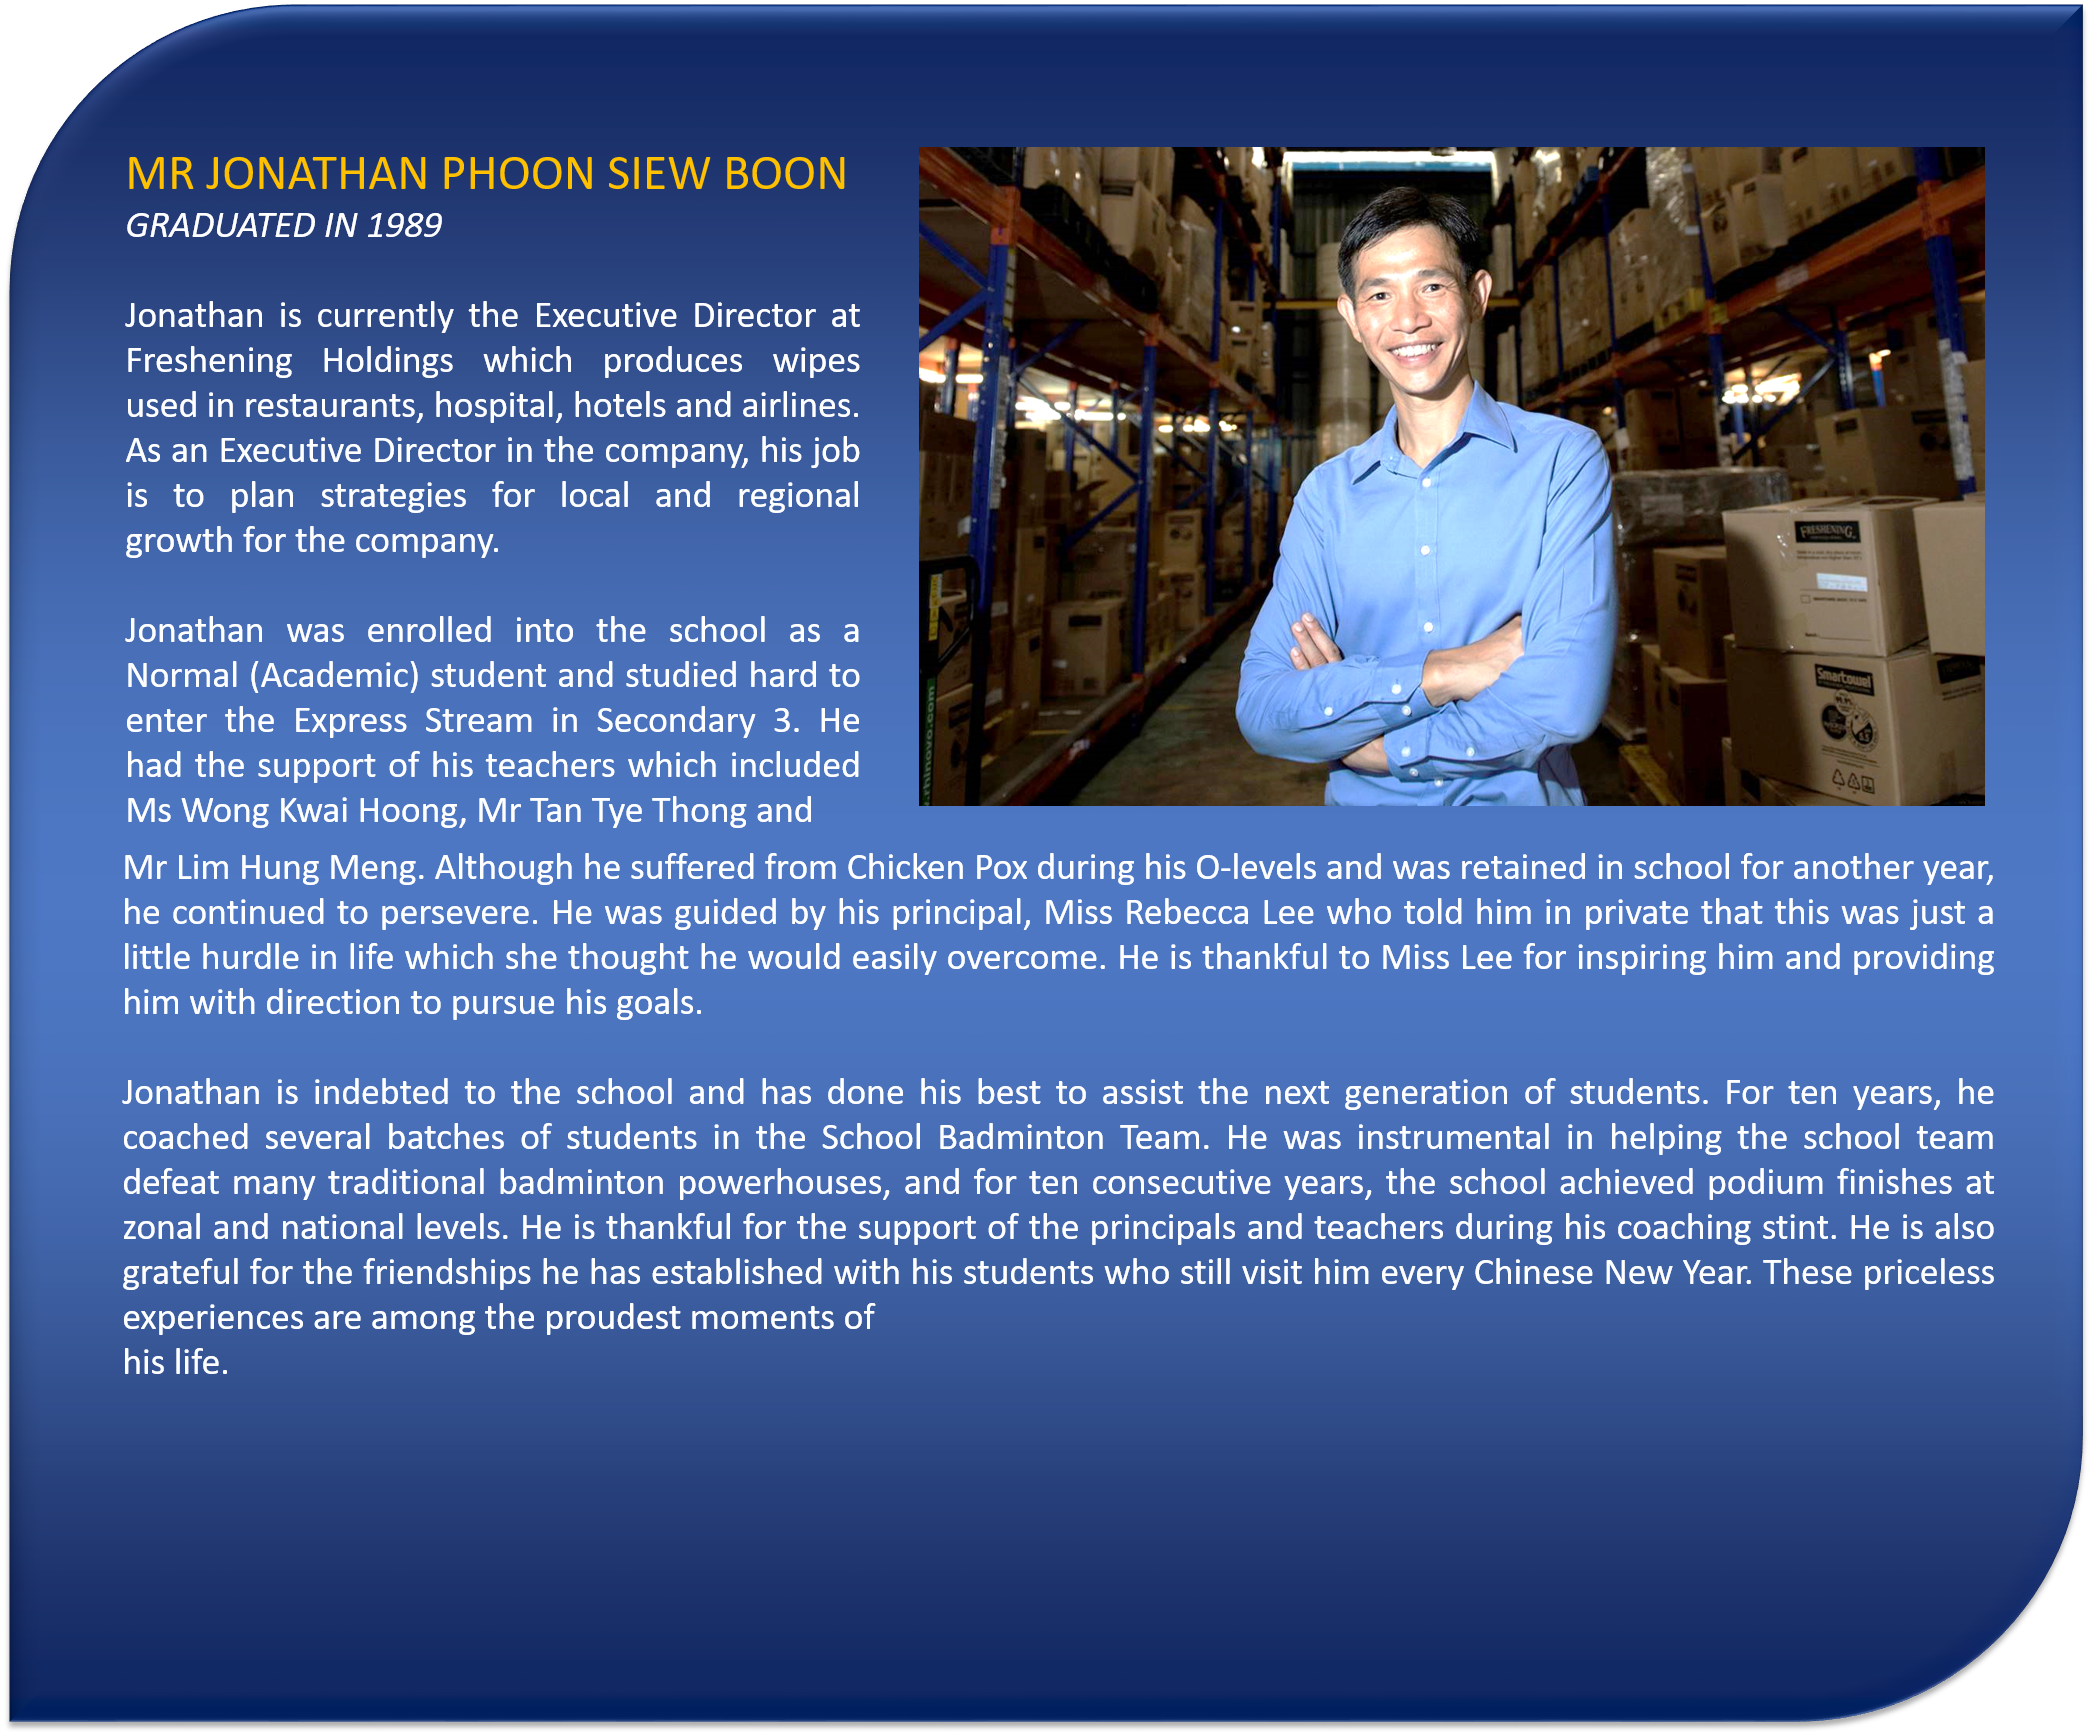 MR JONATHAN PHOON SIEW BOON
GRADUATED IN 1989
Jonathan is currently the Executive Director at
Freshening Holdings which produces wipes
used in restaurants, hospital, hotels and airlines.
As an Executive Director in the company, his job
is to plan strategies for local and regional
growth for the company.
Jonathan was enrolled into the school as a
Normal (Academic) student and studied hard to
enter the Express Stream in Secondary 3. He
had the support of his teachers which included
Ms Wong Kwai Hoong, Mr Tan Tye Thong and
Mr Lim Hung Meng. Although he suffered from Chicken Pox during his O-levels and was retained in school for another year,
he continued to persevere. He was guided by his principal, Miss Rebecca Lee who told him in private that this was just a
little hurdle in life which she thought he would easily overcome. He is thankful to Miss Lee for inspiring him and providing
him with direction to pursue his goals.
Jonathan is indebted to the school and has done his best to assist the next generation of students. For ten years, he
coached several batches of students in the School Badminton Team. He was instrumental in helping the school team
defeat many traditional badminton powerhouses, and for ten consecutive years, the school achieved podium finishes at
zonal and national levels. He is thankful for the support of the principals and teachers during his coaching stint. He is also
grateful for the friendships he has established with his students who still visit him every Chinese New Year. These priceless
experiences are among the proudest moments of
his life.
FRESHENING
Smartowel